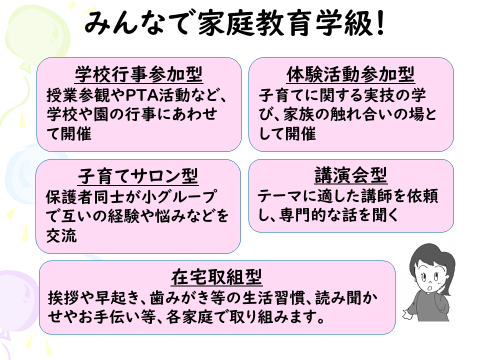 みんなで家庭教育学級!
学校行事参加型
授業参観やPTA活動など、
学校や園の行事にあわせ
て開催
体験活動参加型
子育てに関する実技の学
び、家族の触れ合いの場と
して開催
子育てサロン型
保護者同士が小グループ
で互いの経験や悩みなどを
交流
講演会型
テーマに適した講師を依頼
し、専門的な話を聞く
在宅取組型
挨拶や早起き、歯みがき等の生活習慣、読み聞か
せやお手伝い等、各家庭で取り組みます。